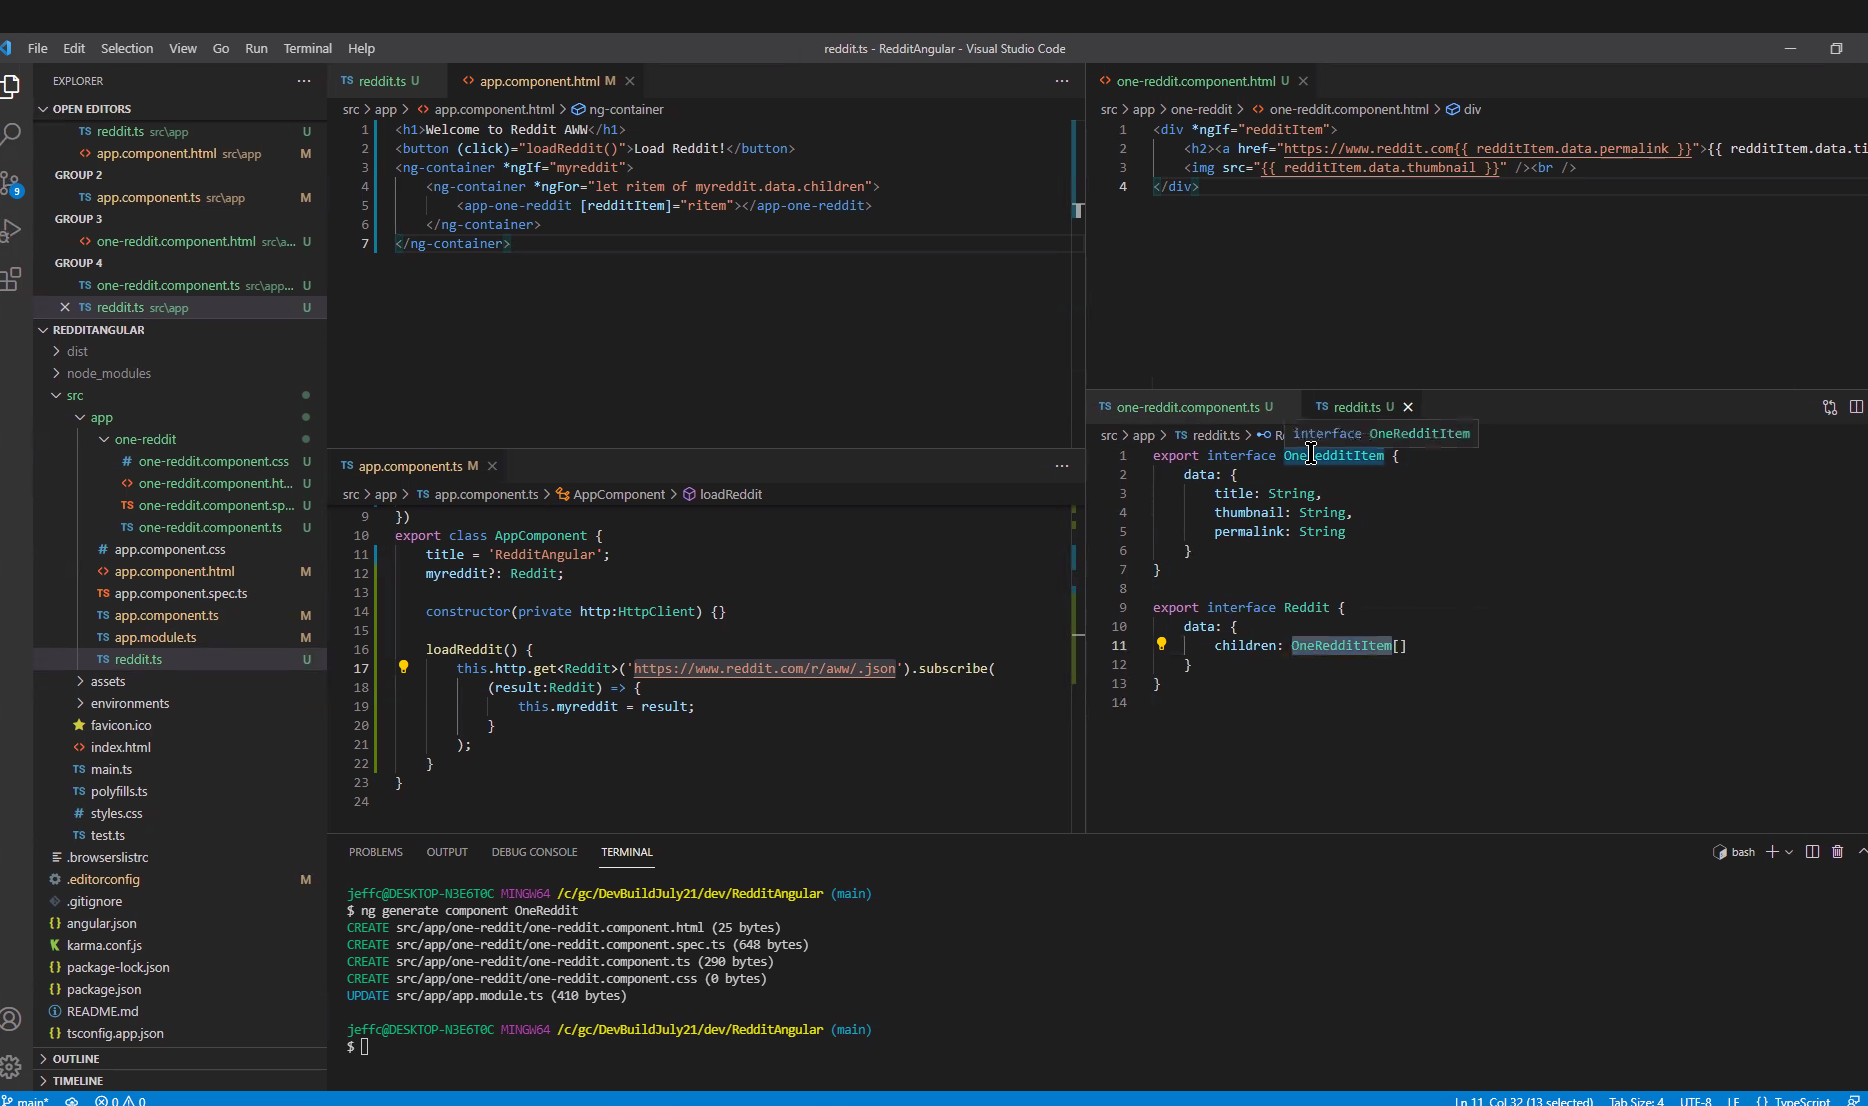 File Edit Selection View Go Run Terminal Help
reddit.ts - RedditAngular - Visual Studio Code
EXPLORER
OPEN EDITORS
TS reddit.ts src\app U
<> app.component.html src\app M
GROUP 2
TS app.component.ts src\app M
GROUP 3
<> one-reddit.component.html src\a... U
GROUP 4
TS one-reddit.component.ts src\app... U
TS reddit.ts src\app U
REDDITANGULAR
dist
node_modules
src
app
one-reddit
# one-reddit.component.css U
<> one-reddit.component.ht... U
TS one-reddit.component.sp... U
TS one-reddit.component.ts U
# app.component.css
<> app.component.html M
TS app.component.spec.ts
TS app.component.ts M
TS app.module.ts M
TS reddit.ts U
assets
environments
favicon.ico
<> index.html
TS main.ts
TS polyfills.ts
# styles.css
TS test.ts
.browserslistrc
.editorconfig M
.gitignore
{} angular.json
karma.conf.js
{} package-lock.json
{} package.json
README.md
tsconfig.app.json
OUTLINE
TIMELINE
9
TS reddit.ts U
<> app.component.html M
src > app > <> app.component.html > ng-container
1 <h1>Welcome to Reddit AWW</h1>
2 <button (click)="loadReddit()">Load Reddit!</button>
3 <ng-container *ngIf="myreddit">
4 <ng-container *ngFor="let ritem of myreddit.data.children">
5 <app-one-reddit [redditItem]="ritem"></app-one-reddit>
6 </ng-container>
7 </ng-container>
TS app.component.ts M
src > app > TS app.component.ts > AppComponent > loadReddit
9 })
10 export class AppComponent {
11 title = 'RedditAngular';
12 myreddit?: Reddit;
13
14 constructor(private http:HttpClient) {}
15
16 loadReddit() {
17 this.http.get<Reddit>('https://www.reddit.com/r/aww/.json').subscribe(
18 (result:Reddit) => {
19 this.myreddit = result;
20 }
21 );
22 }
23 }
24
<> one-reddit.component.html U
src > app > one-reddit > <> one-reddit.component.html > div
1 <div *ngIf="redditItem">
2 <h2><a href="https://www.reddit.com{{ redditItem.data.permalink }}">{{ redditItem.data.ti
3 <img src="{{ redditItem.data.thumbnail }}" /><br />
4 </div>
TS one-reddit.component.ts U
TS reddit.ts U
src > app > TS reddit.ts > R
interface OneRedditItem
1 export interface OneRedditItem {
2 data: {
3 title: String,
4 thumbnail: String,
5 permalink: String
6 }
7 }
8
9 export interface Reddit {
10 data: {
11 children: OneRedditItem[]
12 }
13 }
14
PROBLEMS OUTPUT DEBUG CONSOLE TERMINAL
bash
jeffc@DESKTOP-N3E6T0C MINGW64 /c/gc/DevBuildJuly21/dev/RedditAngular (main)
$ ng generate component OneReddit
CREATE src/app/one-reddit/one-reddit.component.html (25 bytes)
CREATE src/app/one-reddit/one-reddit.component.spec.ts (648 bytes)
CREATE src/app/one-reddit/one-reddit.component.ts (290 bytes)
CREATE src/app/one-reddit/one-reddit.component.css (0 bytes)
UPDATE src/app/app.module.ts (410 bytes)
jeffc@DESKTOP-N3E6T0C MINGW64 /c/gc/DevBuildJuly21/dev/RedditAngular (main)
$
main* 0 0
Ln 11, Col 32 (13 selected) Tab Size: 4 UTF-8 LF {} TypeScript